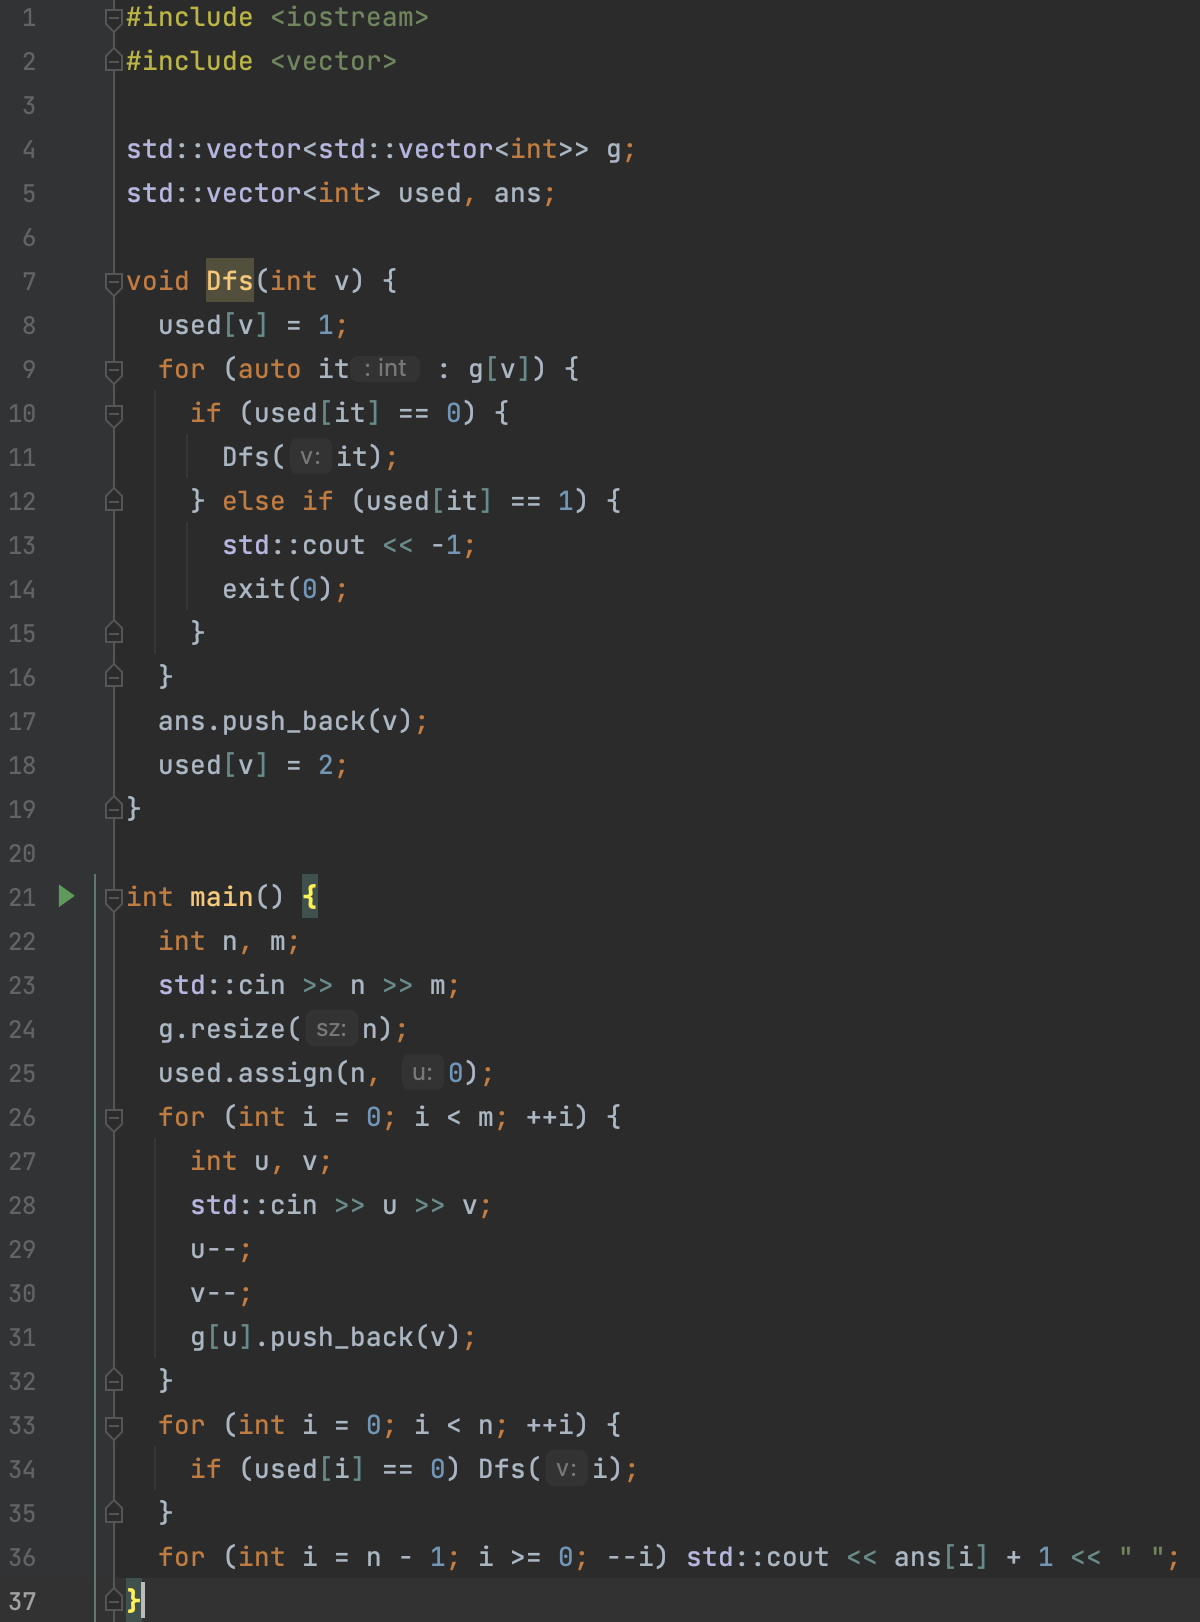 1 #include <iostream>
2 #include <vector>
3
4 std::vector<std::vector<int>> g;
5 std::vector<int> used, ans;
6
7 void Dfs(int v) {
8   used[v] = 1;
9   for (auto it : int : g[v]) {
10     if (used[it] == 0) {
11       Dfs( v: it);
12     } else if (used[it] == 1) {
13       std::cout << -1;
14       exit(0);
15     }
16   }
17   ans.push_back(v);
18   used[v] = 2;
19 }
20
21 int main() {
22   int n, m;
23   std::cin >> n >> m;
24   g.resize( sz: n);
25   used.assign(n, u: 0);
26   for (int i = 0; i < m; ++i) {
27     int u, v;
28     std::cin >> u >> v;
29     u--;
30     v--;
31     g[u].push_back(v);
32   }
33   for (int i = 0; i < n; ++i) {
34     if (used[i] == 0) Dfs( v: i);
35   }
36   for (int i = n - 1; i >= 0; --i) std::cout << ans[i] + 1 << " ";
37 }